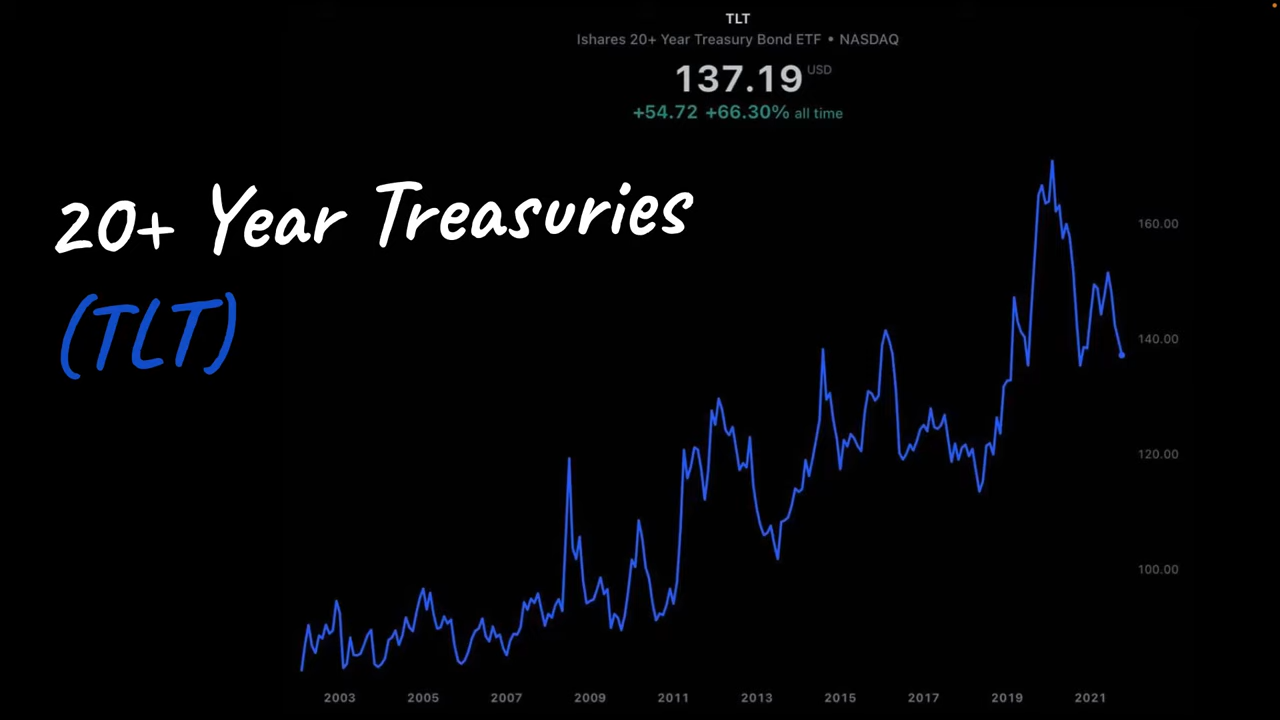 TLT
Ishares 20+ Year Treasury Bond ETF • NASDAQ
137.19 USD
+54.72 +66.30% all time
20+ Year Treasuries
(TLT)
160.00
140.00
120.00
100.00
2003 2005 2007 2009 2011 2013 2015 2017 2019 2021